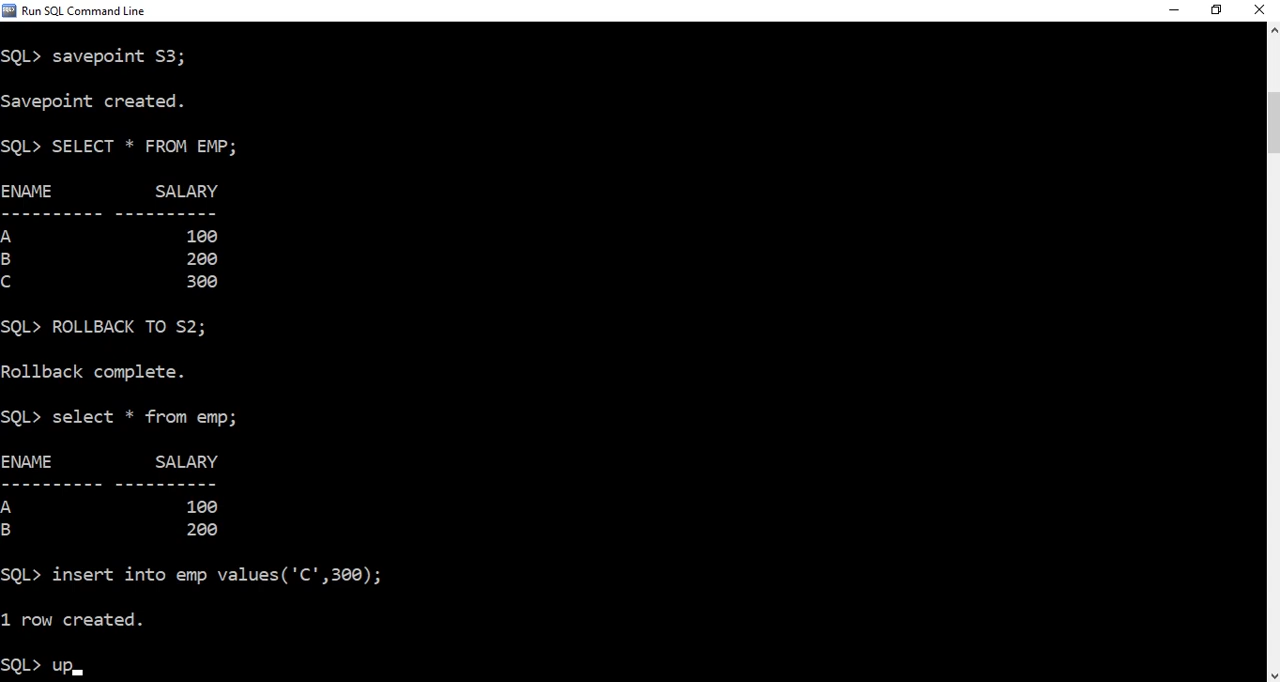 Run SQL Command Line
SQL> savepoint S3;
Savepoint created.
SQL> SELECT * FROM EMP;
ENAME          SALARY
---------- ----------
A                 100
B                 200
C                 300
SQL> ROLLBACK TO S2;
Rollback complete.
SQL> select * from emp;
ENAME          SALARY
---------- ----------
A                 100
B                 200
SQL> insert into emp values('C',300);
1 row created.
SQL> up_